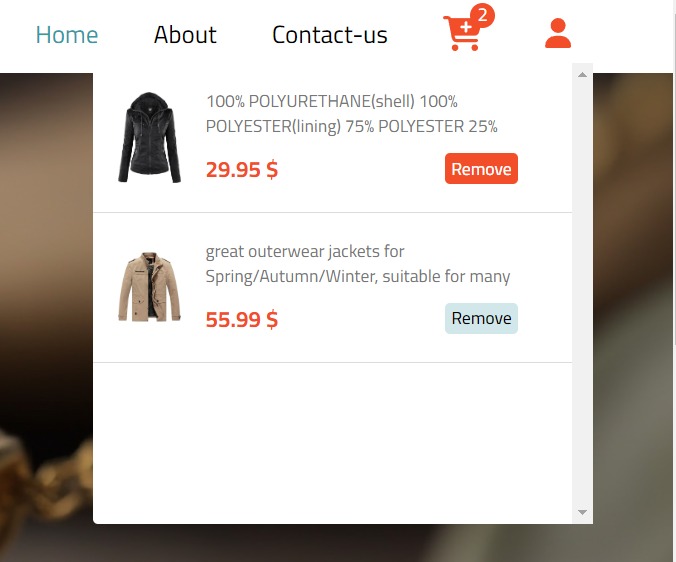 Home About Contact-us 2
100% POLYURETHANE(shell) 100%
POLYESTER(lining) 75% POLYESTER 25%
29.95 $ Remove
great outerwear jackets for
Spring/Autumn/Winter, suitable for many
55.99 $ Remove